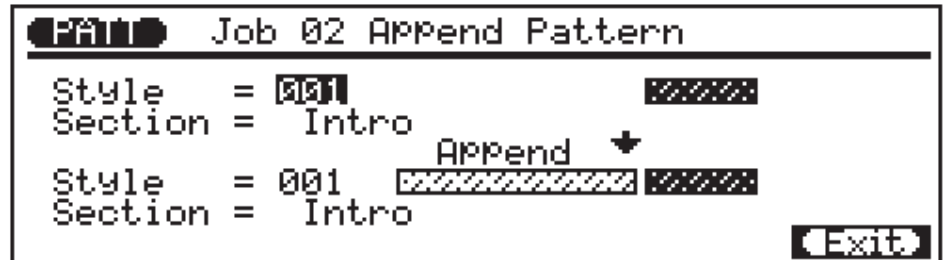 PATT Job 02 Append Pattern
Style = 001
Section = Intro
Append
Style = 001
Section = Intro
Exit